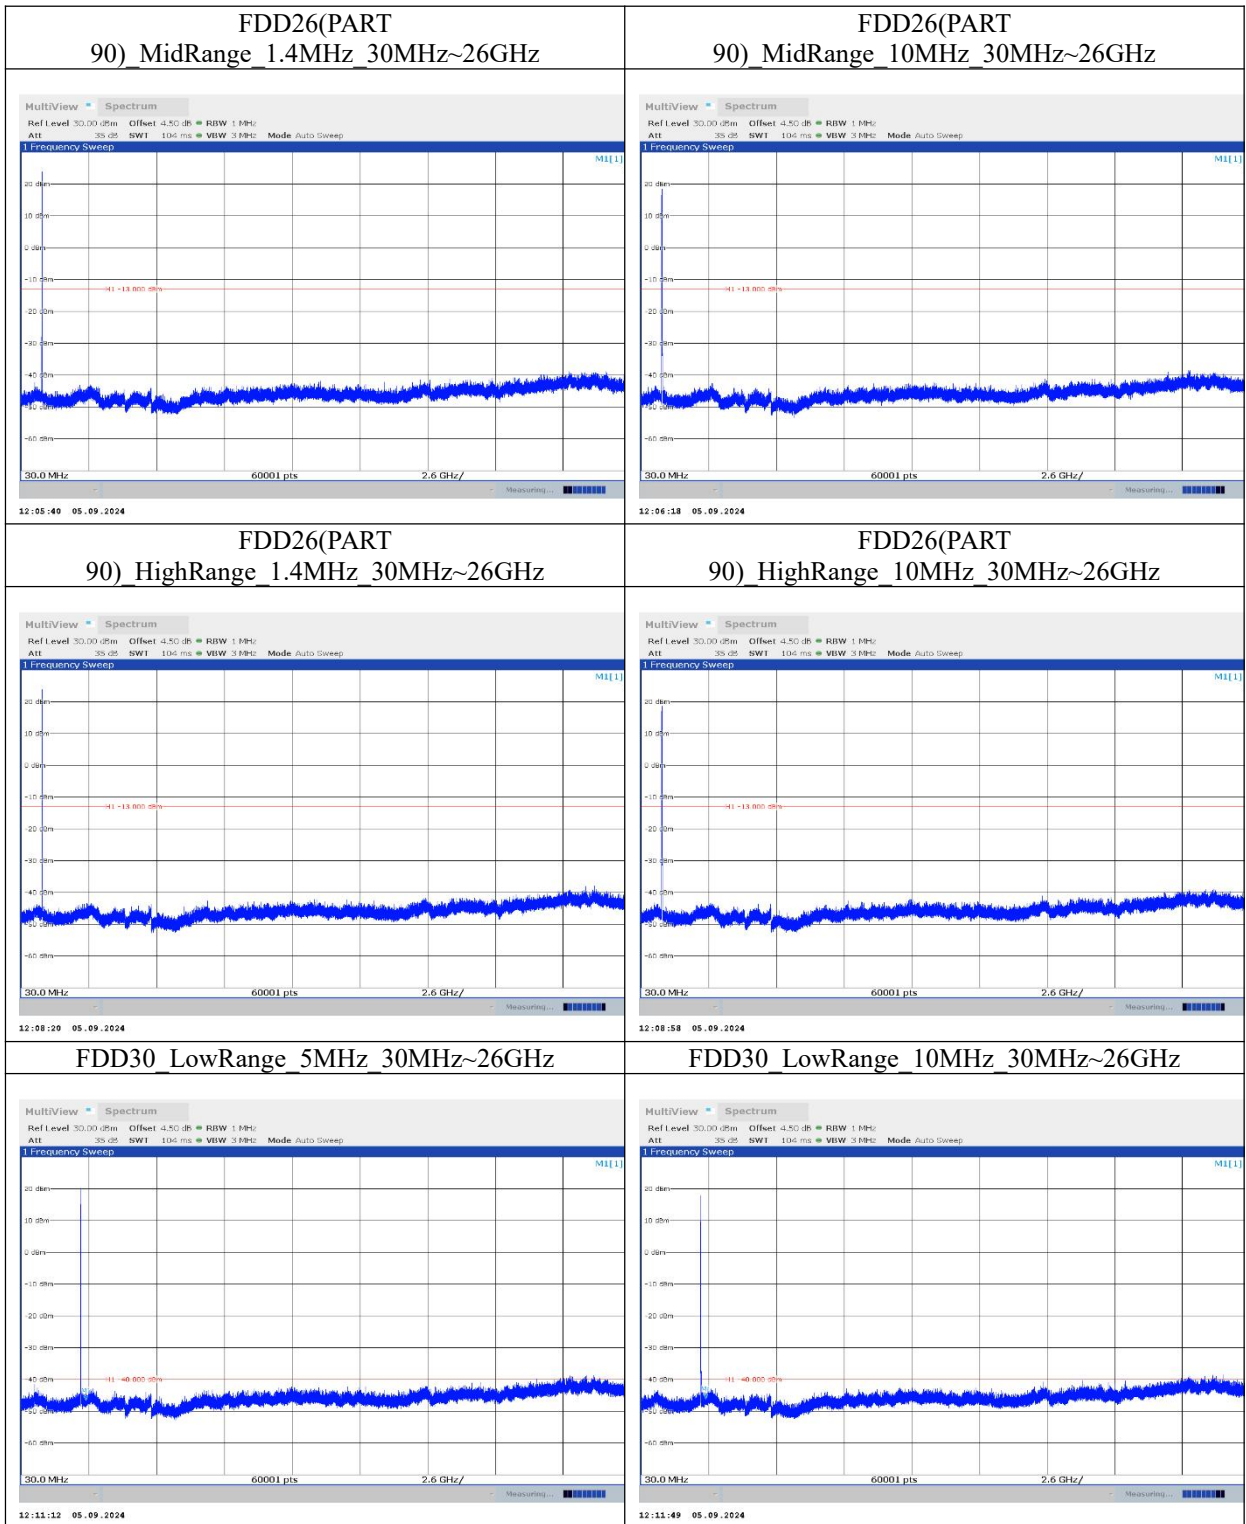 FDD26(PART
90)_MidRange_1.4MHz_30MHz~26GHz
MultiView Spectrum
Ref Level 30.00 dBm Offset 4.50 dB RBW 1 MHz
Att 35 dB SWT 104 ms VBW 3 MHz Mode Auto Sweep
1 Frequency Sweep
M1[1]
20 dBm
10 dBm
0 dBm
-10 dBm
H1 -13.000 dBm
-20 dBm
-30 dBm
-40 dBm
-50 dBm
-60 dBm
30.0 MHz 60001 pts 2.6 GHz/
Measuring...
12:05:40 05.09.2024
FDD26(PART
90)_MidRange_10MHz_30MHz~26GHz
MultiView Spectrum
Ref Level 30.00 dBm Offset 4.50 dB RBW 1 MHz
Att 35 dB SWT 104 ms VBW 3 MHz Mode Auto Sweep
1 Frequency Sweep
M1[1]
20 dBm
10 dBm
0 dBm
-10 dBm
H1 -13.000 dBm
-20 dBm
-30 dBm
-40 dBm
-50 dBm
-60 dBm
30.0 MHz 60001 pts 2.6 GHz/
Measuring...
12:06:18 05.09.2024
FDD26(PART
90)_HighRange_1.4MHz_30MHz~26GHz
MultiView Spectrum
Ref Level 30.00 dBm Offset 4.50 dB RBW 1 MHz
Att 35 dB SWT 104 ms VBW 3 MHz Mode Auto Sweep
1 Frequency Sweep
M1[1]
20 dBm
10 dBm
0 dBm
-10 dBm
H1 -13.000 dBm
-20 dBm
-30 dBm
-40 dBm
-50 dBm
-60 dBm
30.0 MHz 60001 pts 2.6 GHz/
Measuring...
12:08:20 05.09.2024
FDD26(PART
90)_HighRange_10MHz_30MHz~26GHz
MultiView Spectrum
Ref Level 30.00 dBm Offset 4.50 dB RBW 1 MHz
Att 35 dB SWT 104 ms VBW 3 MHz Mode Auto Sweep
1 Frequency Sweep
M1[1]
20 dBm
10 dBm
0 dBm
-10 dBm
H1 -13.000 dBm
-20 dBm
-30 dBm
-40 dBm
-50 dBm
-60 dBm
30.0 MHz 60001 pts 2.6 GHz/
Measuring...
12:08:58 05.09.2024
FDD30_LowRange_5MHz_30MHz~26GHz
MultiView Spectrum
Ref Level 30.00 dBm Offset 4.50 dB RBW 1 MHz
Att 35 dB SWT 104 ms VBW 3 MHz Mode Auto Sweep
1 Frequency Sweep
M1[1]
20 dBm
10 dBm
0 dBm
-10 dBm
-20 dBm
-30 dBm
-40 dBm
H1 -40.000 dBm
-50 dBm
-60 dBm
30.0 MHz 60001 pts 2.6 GHz/
Measuring...
12:11:12 05.09.2024
FDD30_LowRange_10MHz_30MHz~26GHz
MultiView Spectrum
Ref Level 30.00 dBm Offset 4.50 dB RBW 1 MHz
Att 35 dB SWT 104 ms VBW 3 MHz Mode Auto Sweep
1 Frequency Sweep
M1[1]
20 dBm
10 dBm
0 dBm
-10 dBm
-20 dBm
-30 dBm
-40 dBm
H1 -40.000 dBm
-50 dBm
-60 dBm
30.0 MHz 60001 pts 2.6 GHz/
Measuring...
12:11:49 05.09.2024